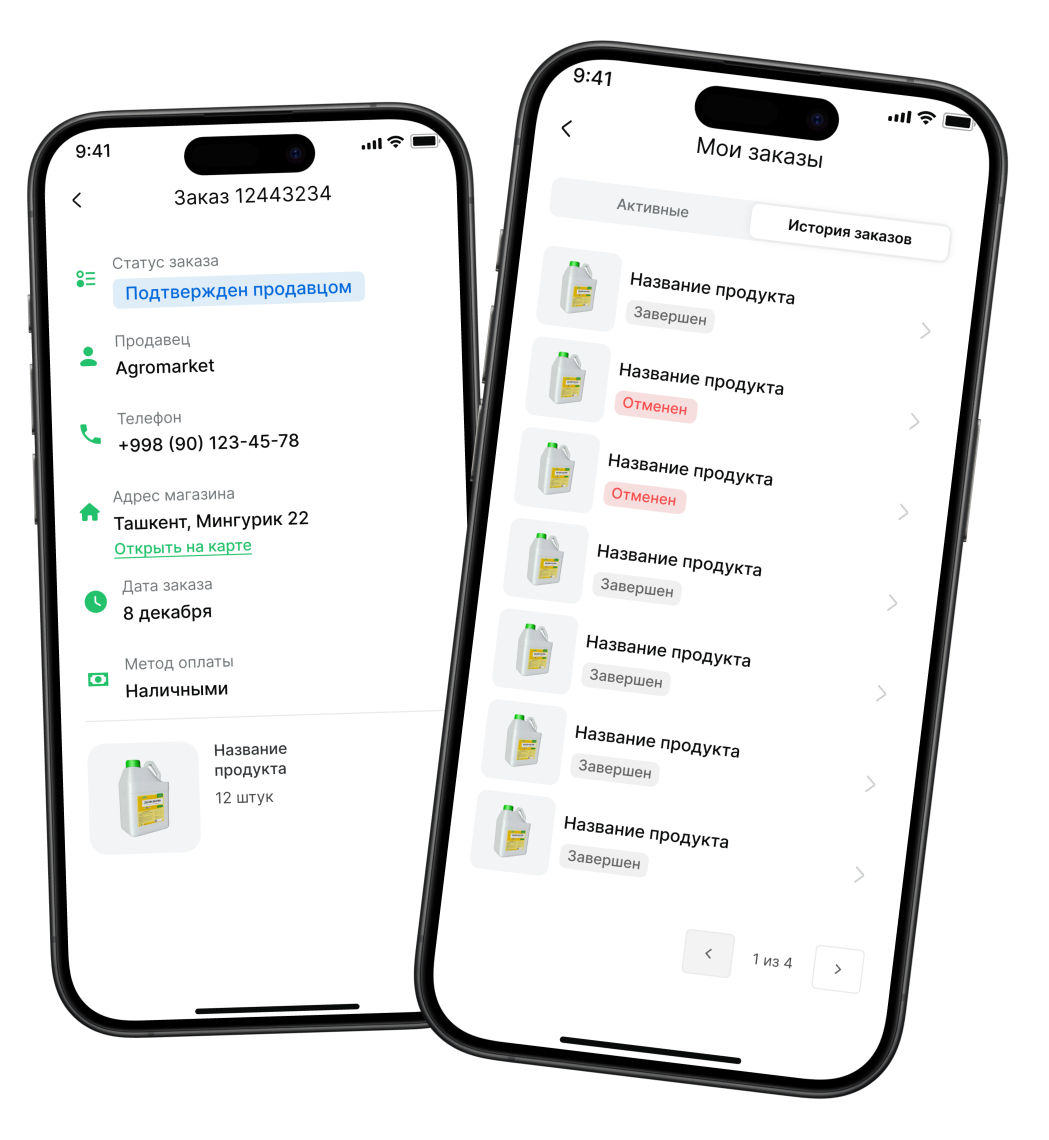 9:41
Заказ 12443234
Статус заказа
Подтвержден продавцом
Продавец
Agromarket
Телефон
+998 (90) 123-45-78
Адрес магазина
Ташкент, Мингурик 22
Открыть на карте
Дата заказа
8 декабря
Метод оплаты
Наличными
Название
продукта
12 штук
9:41
Мои заказы
Активные
История заказов
Название продукта
Завершен
Название продукта
Отменен
Название продукта
Отменен
Название продукта
Завершен
Название продукта
Завершен
Название продукта
Завершен
Название продукта
Завершен
1 из 4